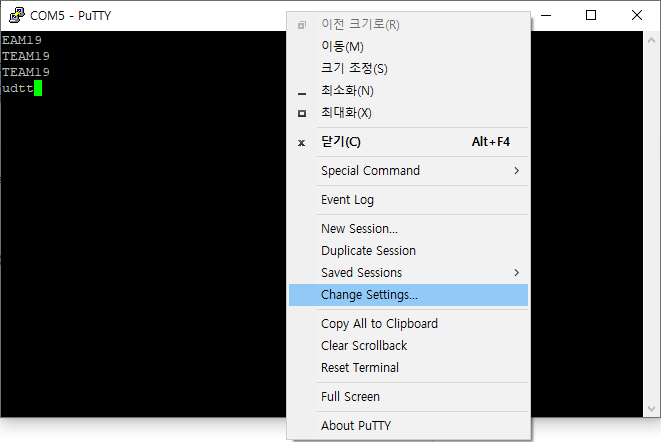 COM5 - PuTTY
EAM19
TEAM19
TEAM19
udtt
이전 크기로(R)
이동(M)
크기 조정(S)
최소화(N)
최대화(X)
닫기(C) Alt+F4
Special Command
Event Log
New Session...
Duplicate Session
Saved Sessions
Change Settings...
Copy All to Clipboard
Clear Scrollback
Reset Terminal
Full Screen
About PuTTY